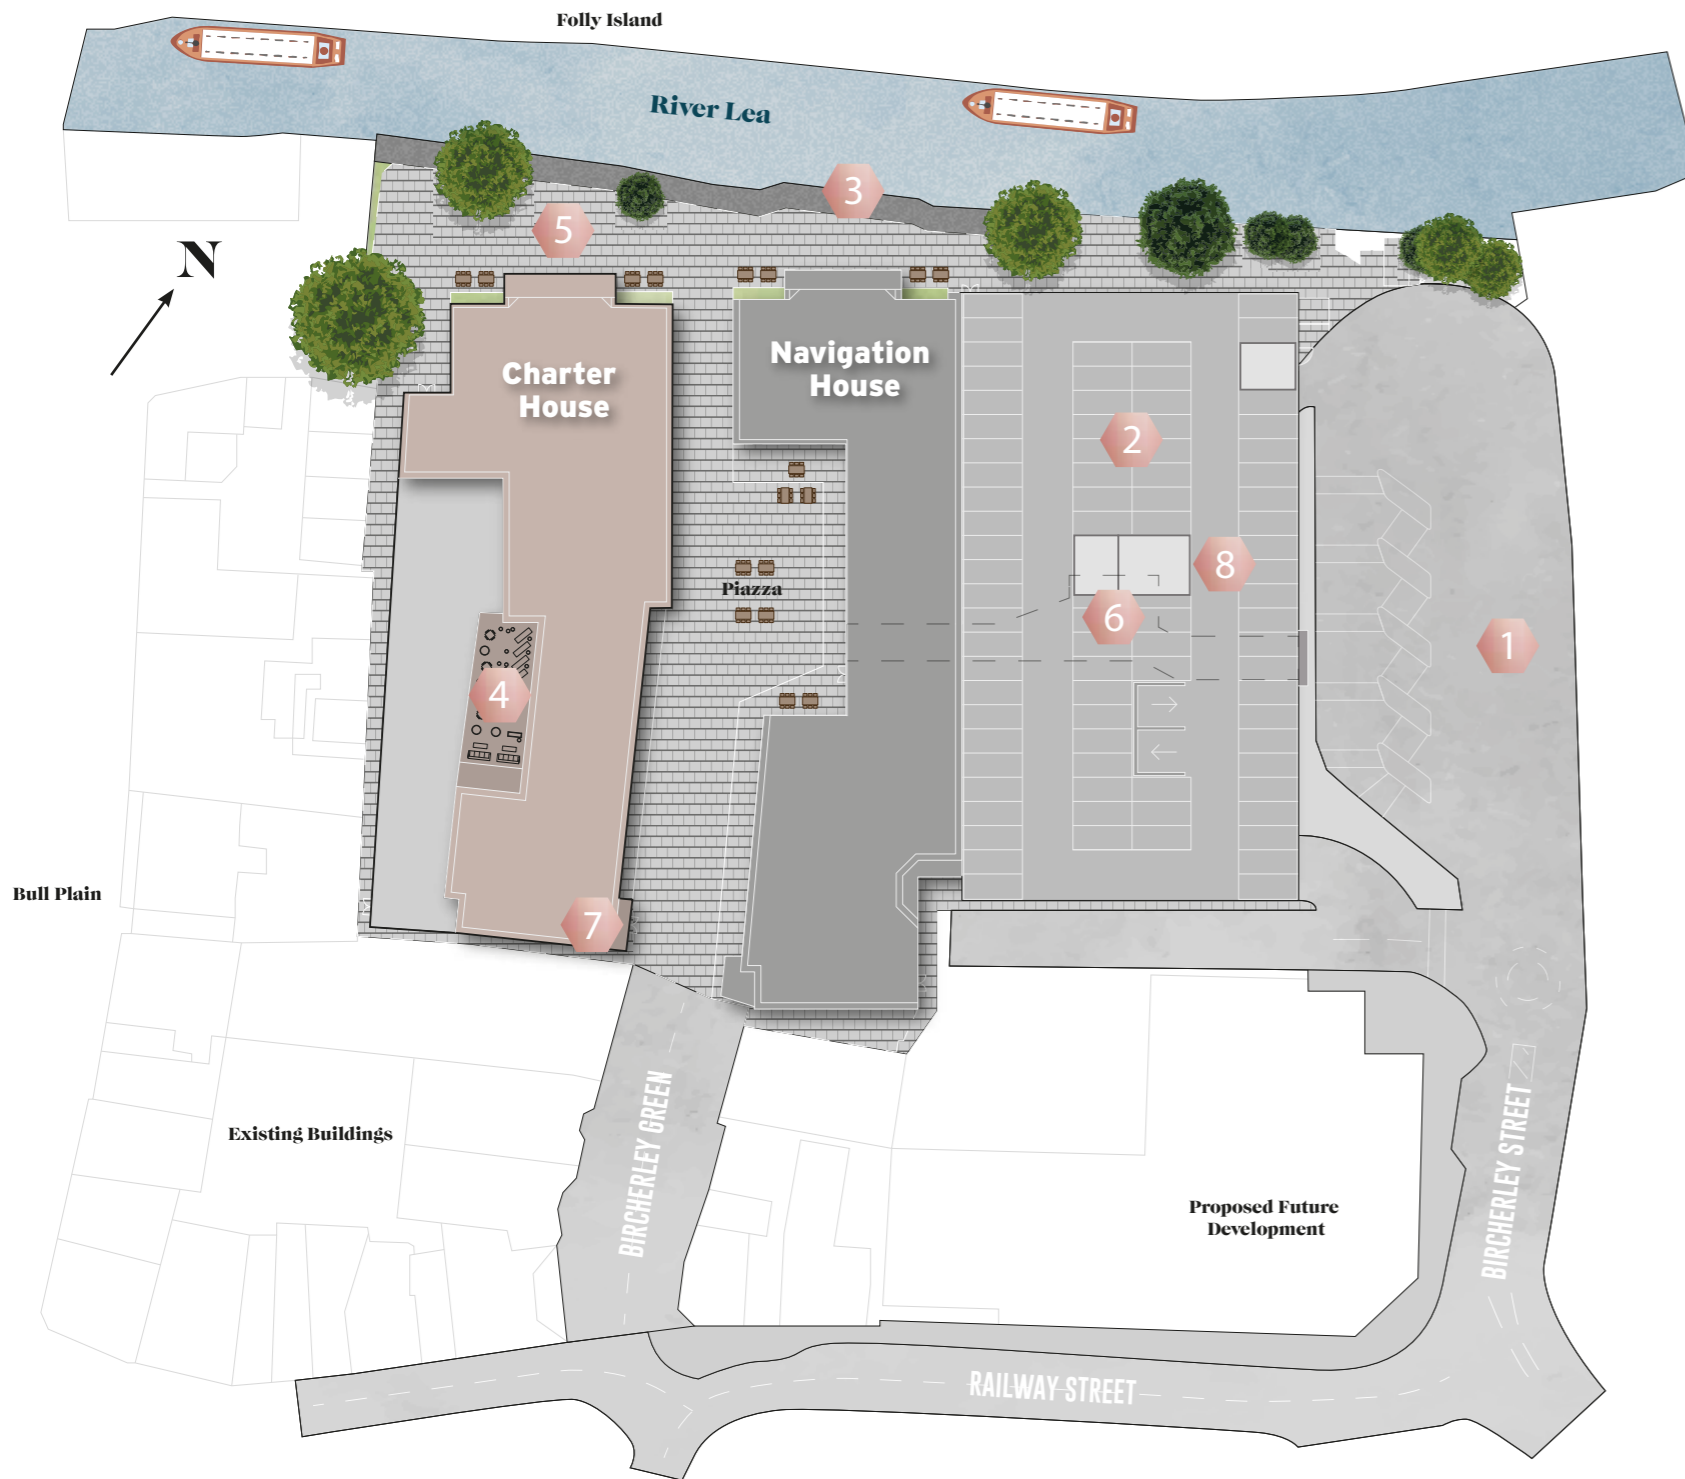 Folly Island
River Lea
3
5
N
Charter
House
Navigation
House
2
8
Piazza
6
1
4
Bull Plain
7
BIRCHERLEY GREEN
Existing Buildings
BIRCHERLEY STREET
Proposed Future
Development
RAILWAY STREET